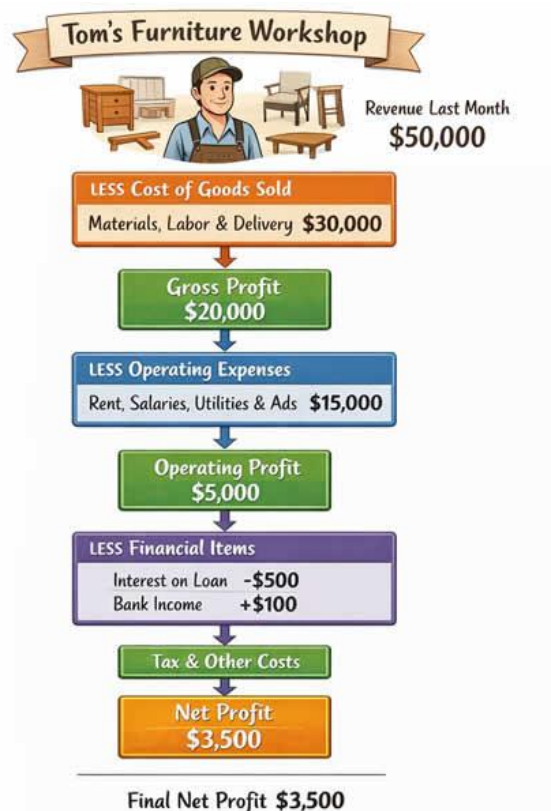 Tom's Furniture Workshop
Revenue Last Month
$50,000
LESS Cost of Goods Sold
Materials, Labor & Delivery $30,000
Gross Profit
$20,000
LESS Operating Expenses
Rent, Salaries, Utilities & Ads $15,000
Operating Profit
$5,000
LESS Financial Items
Interest on Loan -$500
Bank Income +$100
Tax & Other Costs
Net Profit
$3,500
Final Net Profit $3,500